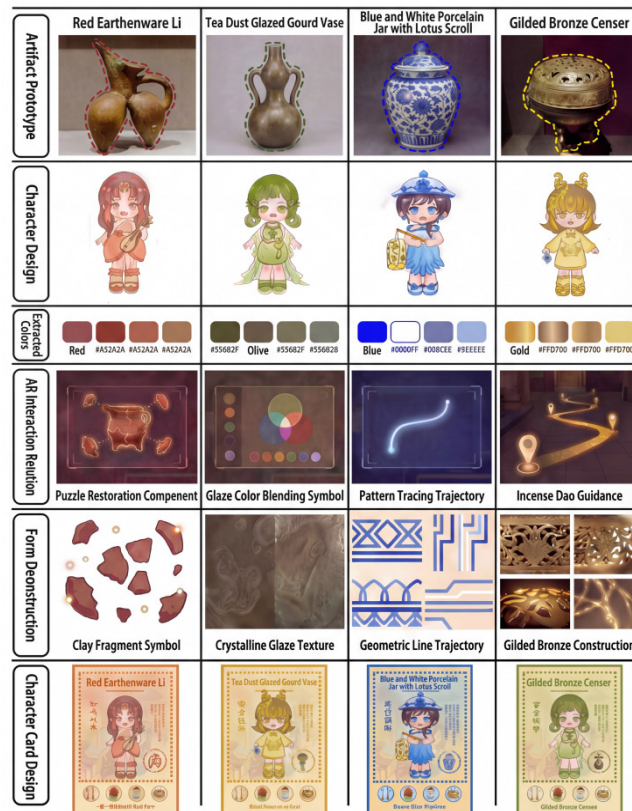 Red Earthenware Li
Tea Dust Glazed Gourd Vase
Blue and White Porcelain
Jar with Lotus Scroll
Gilded Bronze Censer
Artifact Prototype
Character Design
Extracted
Colors
Red #A52A2A #A52A2A #A52A2A
#55682F Olive #55682F #556828
Blue #0000FF #008CEE #9EEEEE
Gold #FFD700 #FFD700 #FFD700
AR Interaction Reiution
Puzzle Restoration Compenent
Glaze Color Blending Symbol
Pattern Tracing Trajectory
Incense Dao Guidance
Form Deonstruction
Clay Fragment Symbol
Crystalline Glaze Texture
Geometric Line Trajectory
Gilded Bronze Construction
Character Card Design
Red Earthenware Li
Tea Dust Glazed Gourd Vase
Blue and White Porcelain
Jar with Lotus Scroll
Gilded Bronze Censer
Gilded Bronze Censee